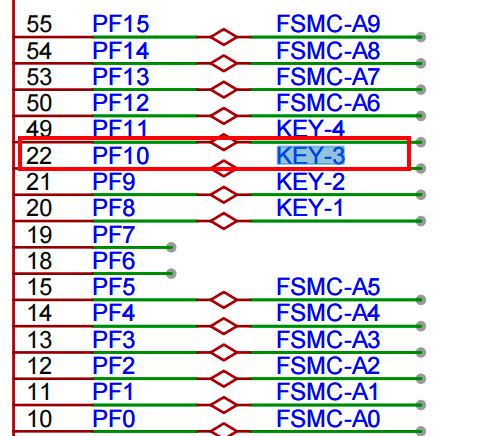 55 PF15 FSMC-A9
54 PF14 FSMC-A8
53 PF13 FSMC-A7
50 PF12 FSMC-A6
49 PF11 KEY-4
22 PF10 KEY-3
21 PF9 KEY-2
20 PF8 KEY-1
19 PF7
18 PF6
15 PF5 FSMC-A5
14 PF4 FSMC-A4
13 PF3 FSMC-A3
12 PF2 FSMC-A2
11 PF1 FSMC-A1
10 PF0 FSMC-A0